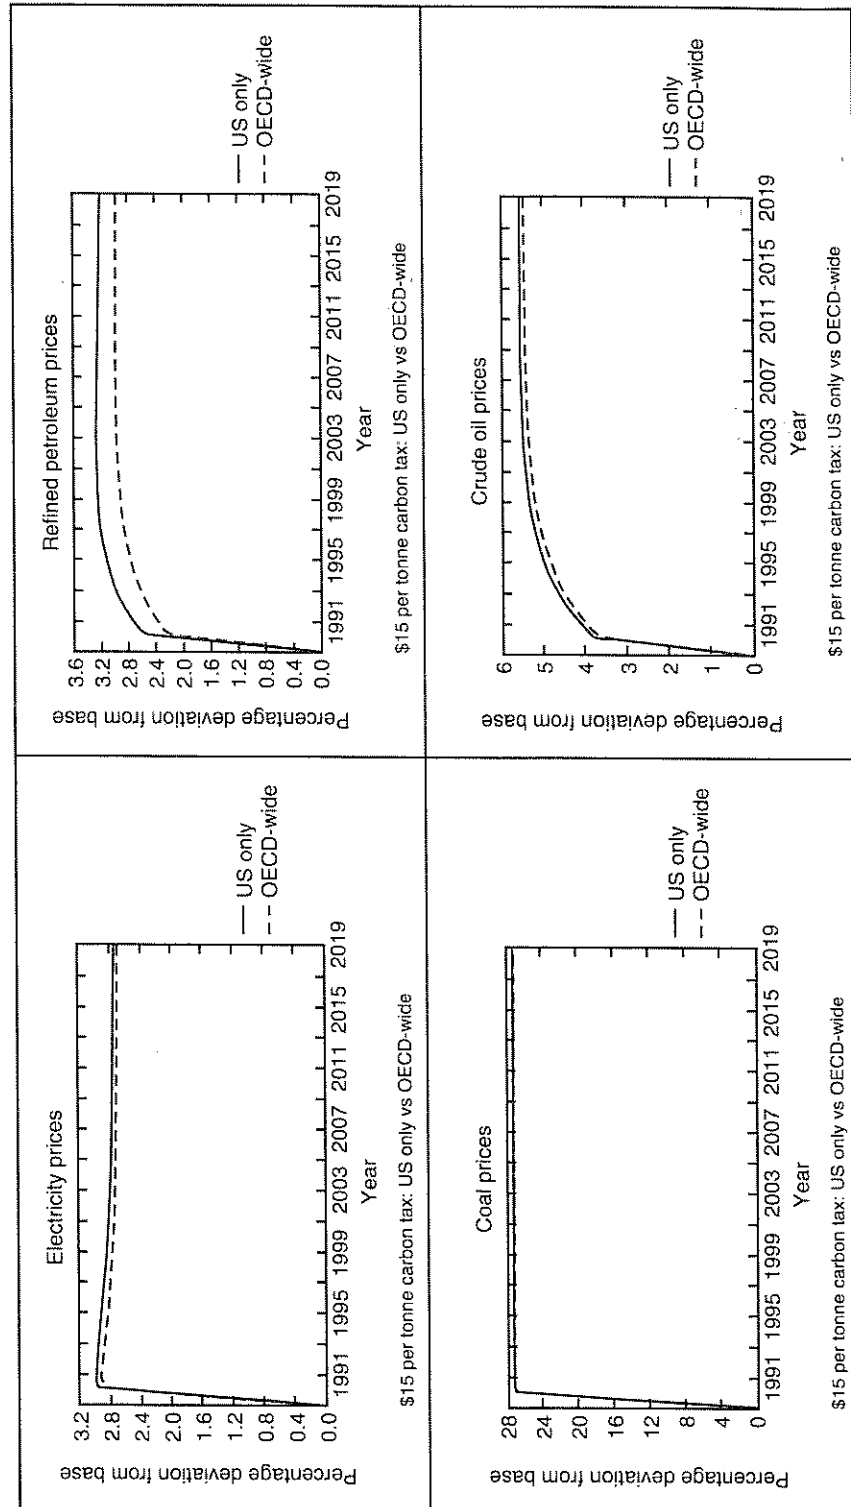 Electricity prices
Percentage deviation from base
3.2
2.8
2.4
2.0
1.6
1.2
0.8
0.4
0.0
1991 1995 1999 2003 2007 2011 2015 2019
Year
US only
OECD-wide
$15 per tonne carbon tax: US only vs OECD-wide
Refined petroleum prices
Percentage deviation from base
3.6
3.2
2.8
2.4
2.0
1.6
1.2
0.8
0.4
0.0
1991 1995 1999 2003 2007 2011 2015 2019
Year
US only
OECD-wide
$15 per tonne carbon tax: US only vs OECD-wide
Coal prices
Percentage deviation from base
28
24
20
16
12
8
4
0
1991 1995 1999 2003 2007 2011 2015 2019
Year
US only
OECD-wide
$15 per tonne carbon tax: US only vs OECD-wide
Crude oil prices
Percentage deviation from base
6
5
4
3
2
1
0
1991 1995 1999 2003 2007 2011 2015 2019
Year
US only
OECD-wide
$15 per tonne carbon tax: US only vs OECD-wide